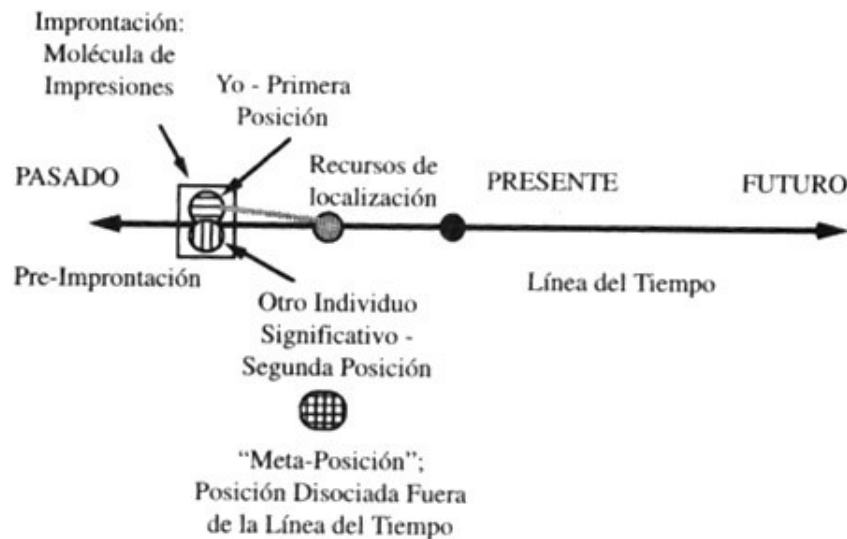 Improntación:
Molécula de
Impresiones
Yo - Primera
Posición
Recursos de
localización
PASADO
PRESENTE
FUTURO
Pre-Improntación
Línea del Tiempo
Otro Individuo
Significativo -
Segunda Posición
“Meta-Posición”;
Posición Disociada Fuera
de la Línea del Tiempo